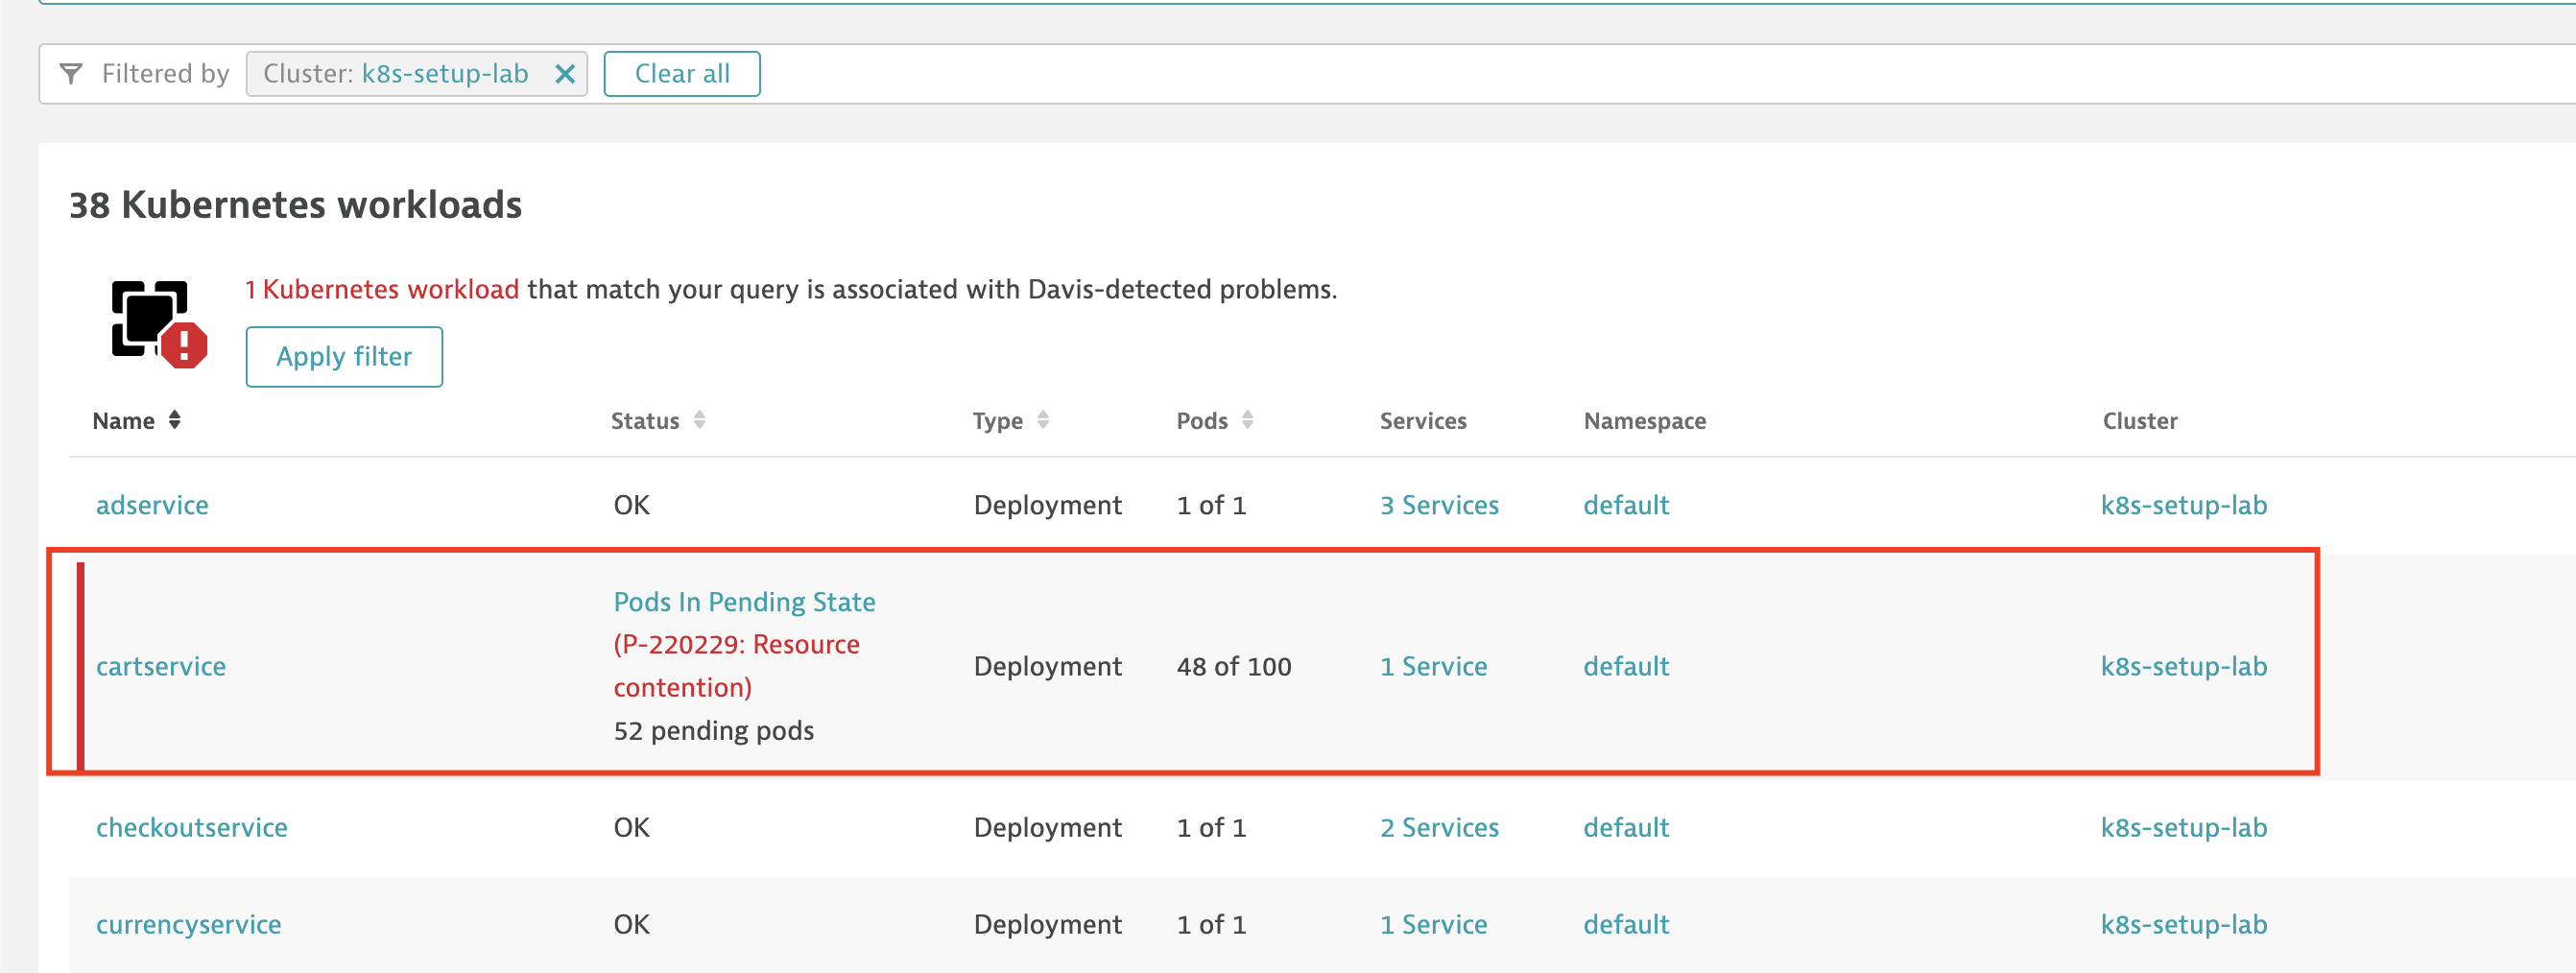 Filtered by Cluster: k8s-setup-lab Clear all
38 Kubernetes workloads
1 Kubernetes workload that match your query is associated with Davis-detected problems.
Apply filter
Name Status Type Pods Services Namespace Cluster
adservice OK Deployment 1 of 1 3 Services default k8s-setup-lab
Pods In Pending State
(P-220229: Resource
cartservice Deployment 48 of 100 1 Service default k8s-setup-lab
contention)
52 pending pods
checkoutservice OK Deployment 1 of 1 2 Services default k8s-setup-lab
currencyservice OK Deployment 1 of 1 1 Service default k8s-setup-lab